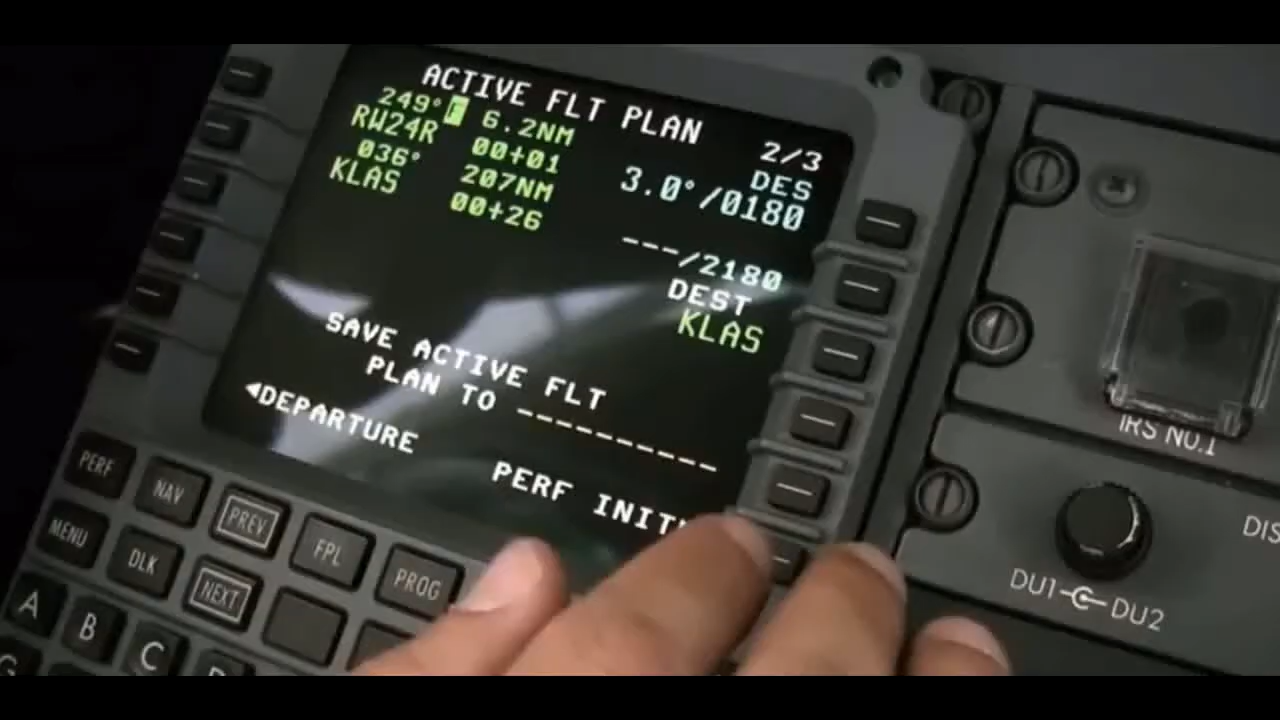 ACTIVE FLT PLAN
2/3
249° F 6.2NM
DES
RW24R 00+01 3.0°/0180
036° 207NM
KLAS 00+26 ---/2180
DEST
KLAS
SAVE ACTIVE FLT
PLAN TO ----------
◄DEPARTURE
PERF INIT
PERF
NAV
PREV
FPL
PROG
MENU
DLK
NEXT
A
B
C
IRS NO.1
DU1
DU2